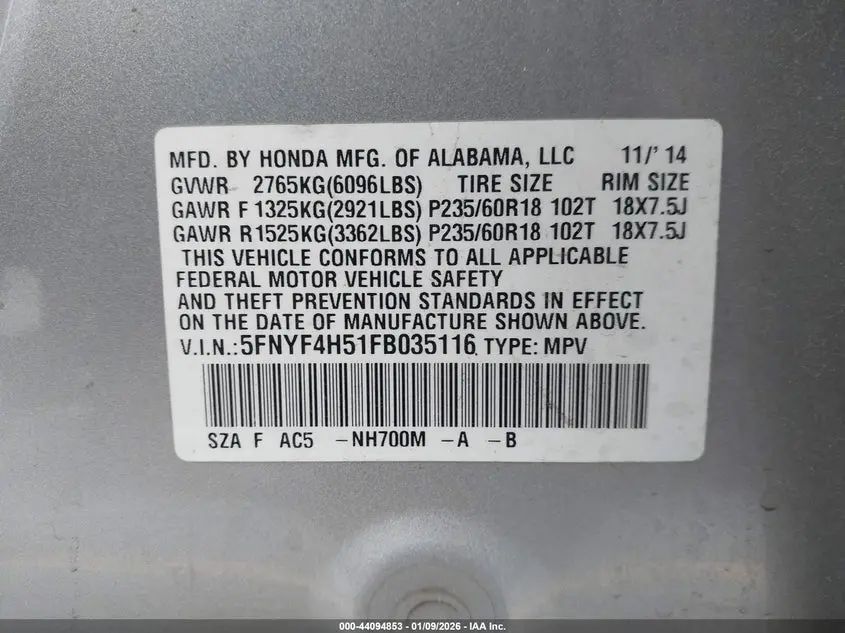 MFD. BY HONDA MFG. OF ALABAMA, LLC 11/'14
GVWR 2765KG(6096LBS) TIRE SIZE RIM SIZE
GAWR F 1325KG(2921LBS) P235/60R18 102T 18X7.5J
GAWR R1525KG(3362LBS) P235/60R18 102T 18X7.5J
THIS VEHICLE CONFORMS TO ALL APPLICABLE
FEDERAL MOTOR VEHICLE SAFETY
AND THEFT PREVENTION STANDARDS IN EFFECT
ON THE DATE OF MANUFACTURE SHOWN ABOVE.
V.I.N.:5FNYF4H51FB035116 TYPE: MPV
SZA F AC5 -NH700M -A -B
000-44094853 - 01/09/2026 - IAA Inc.